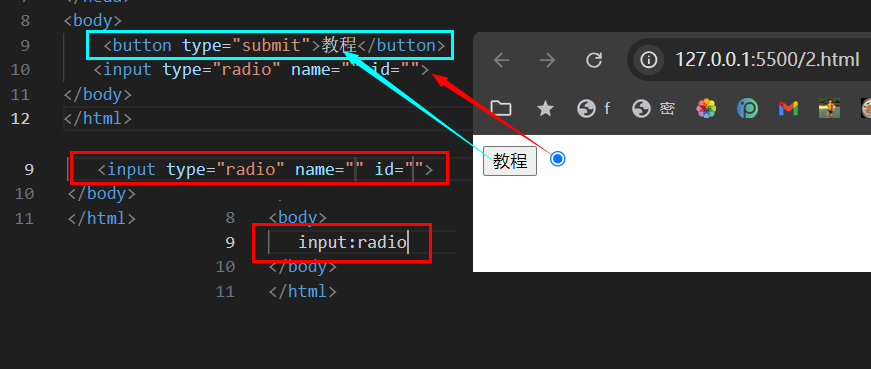 </head>
8 <body>
9 <button type="submit">教程</button>
10 <input type="radio" name="" id="">
11 </body>
12 </html>
9 <input type="radio" name="" id="">
10 </body>
11 </html>
8 <body>
9 input:radio
10 </body>
11 </html>
127.0.0.1:5500/2.html
f 密
教程